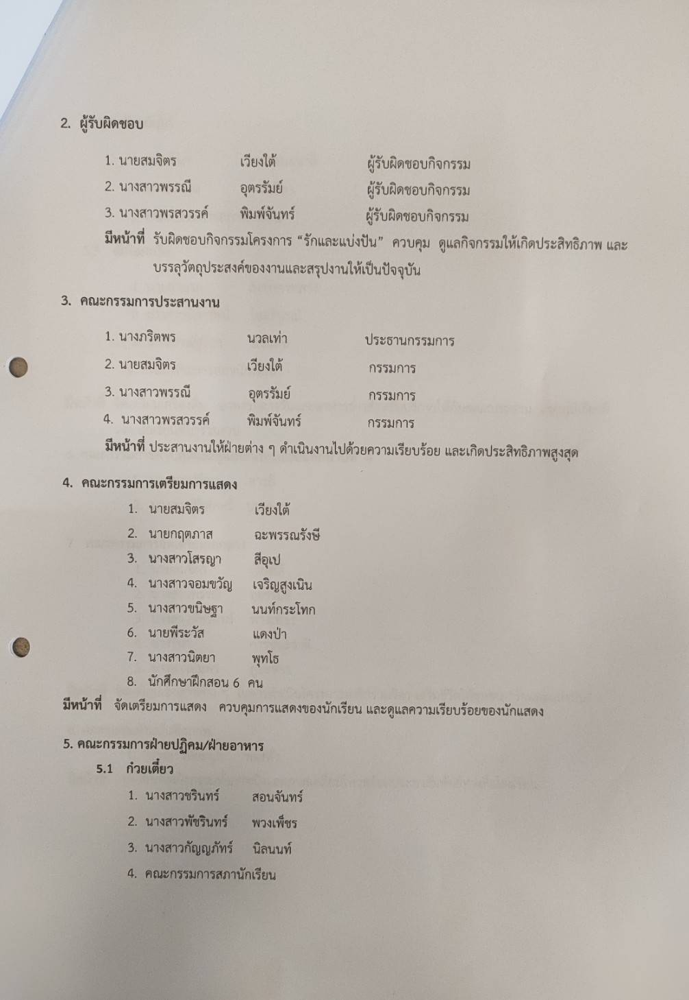 2. ผู้รับผิดชอบ
1. นายสมจิตร เวียงใต้ ผู้รับผิดชอบกิจกรรม
2. นางสาวพรรณี อุตรรัมย์ ผู้รับผิดชอบกิจกรรม
3. นางสาวพรสวรรค์ พิมพ์จันทร์ ผู้รับผิดชอบกิจกรรม
มีหน้าที่ รับผิดชอบกิจกรรมโครงการ “รักและแบ่งปัน” ควบคุม ดูแลกิจกรรมให้เกิดประสิทธิภาพ และ
บรรลุวัตถุประสงค์ของงานและสรุปงานให้เป็นปัจจุบัน
3. คณะกรรมการประสานงาน
1. นางภริตพร นวลเท่า ประธานกรรมการ
2. นายสมจิตร เวียงใต้ กรรมการ
3. นางสาวพรรณี อุตรรัมย์ กรรมการ
4. นางสาวพรสวรรค์ พิมพ์จันทร์ กรรมการ
มีหน้าที่ ประสานงานให้ฝ่ายต่าง ๆ ดำเนินงานไปด้วยความเรียบร้อย และเกิดประสิทธิภาพสูงสุด
4. คณะกรรมการเตรียมการแสดง
1. นายสมจิตร เวียงใต้
2. นายกฤตภาส ฉะพรรณรังษี
3. นางสาวโสรญา สีอุเป
4. นางสาวจอมขวัญ เจริญสูงเนิน
5. นางสาวขนิษฐา นนท์กระโทก
6. นายพีระวัส แดงป่า
7. นางสาวนิตยา พุทโธ
8. นักศึกษาฝึกสอน 6 คน
มีหน้าที่ จัดเตรียมการแสดง ควบคุมการแสดงของนักเรียน และดูแลความเรียบร้อยของนักแสดง
5. คณะกรรมการฝ่ายปฏิคม/ฝ่ายอาหาร
5.1 ก๋วยเตี๋ยว
1. นางสาวชรินทร์ สอนจันทร์
2. นางสาวพัชรินทร์ พวงเพ็ชร
3. นางสาวกัญญภัทร์ นิลนนท์
4. คณะกรรมการสภานักเรียน